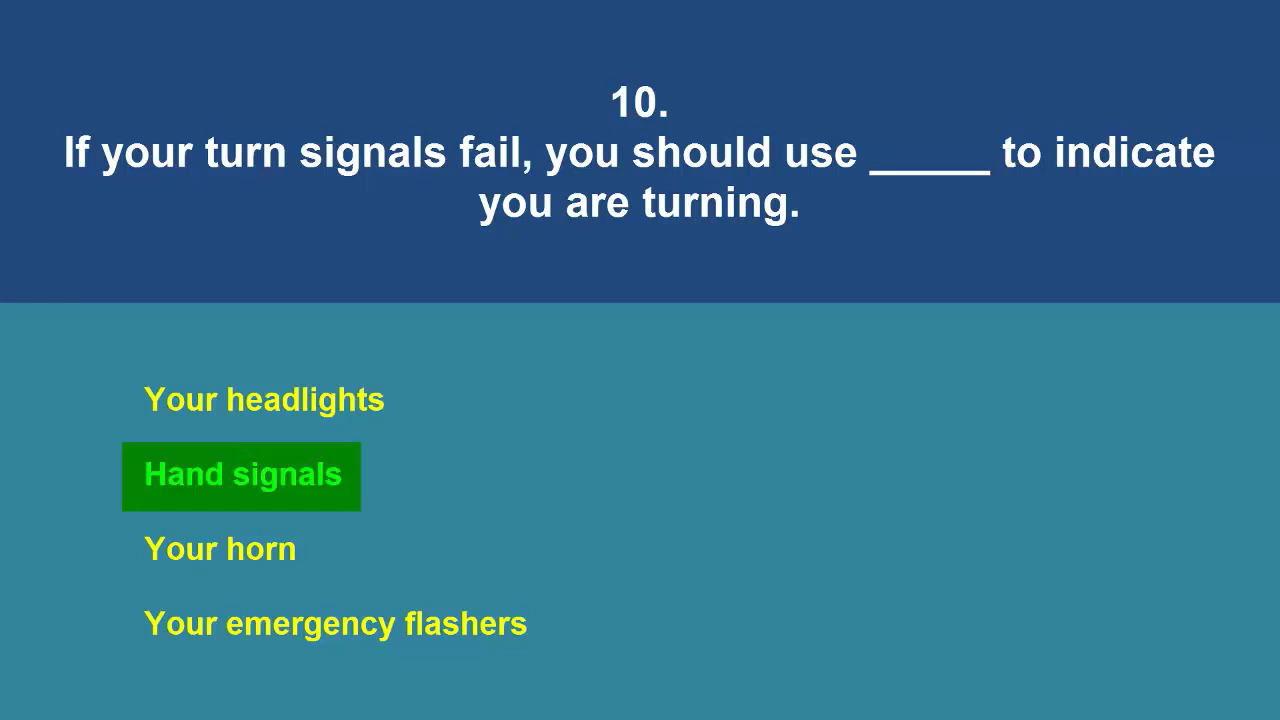 10.
If your turn signals fail, you should use _____ to indicate
you are turning.
Your headlights
Hand signals
Your horn
Your emergency flashers